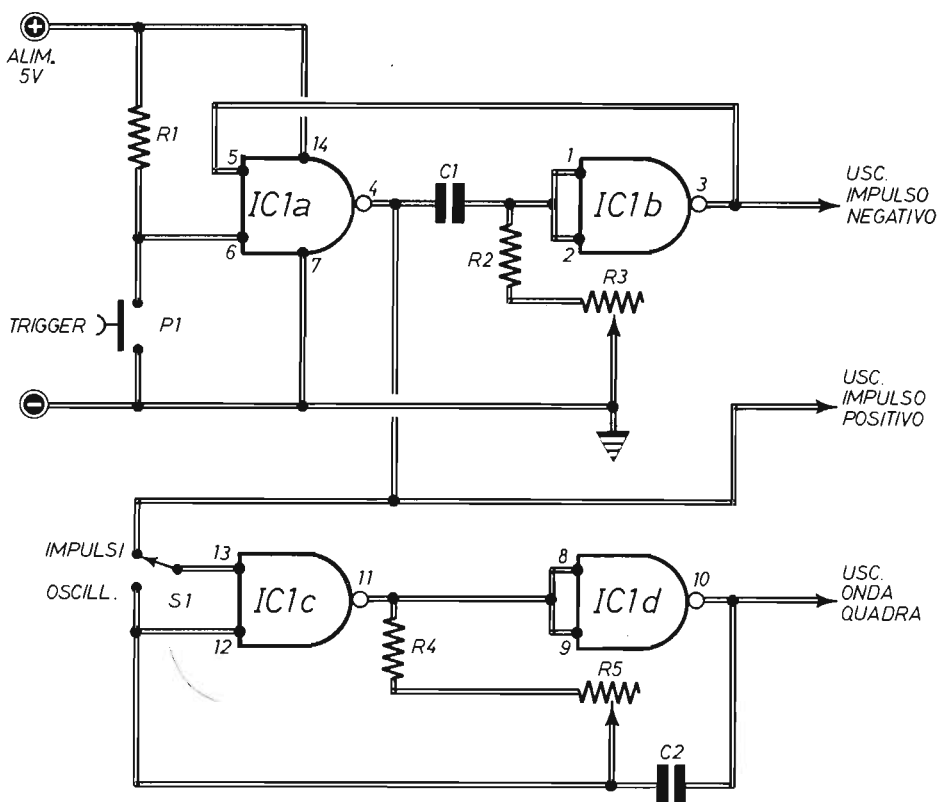 +
ALIM.
5V
R1
14
5
IC1a
4
6
7
C1
1
IC1b
3
2
USC.
IMPULSO
NEGATIVO
R2
R3
TRIGGER
P1
-
USC.
IMPULSO
POSITIVO
IMPULSI
OSCILL.
S1
13
IC1c
11
12
8
IC1d
10
9
USC.
ONDA
QUADRA
R4
R5
C2